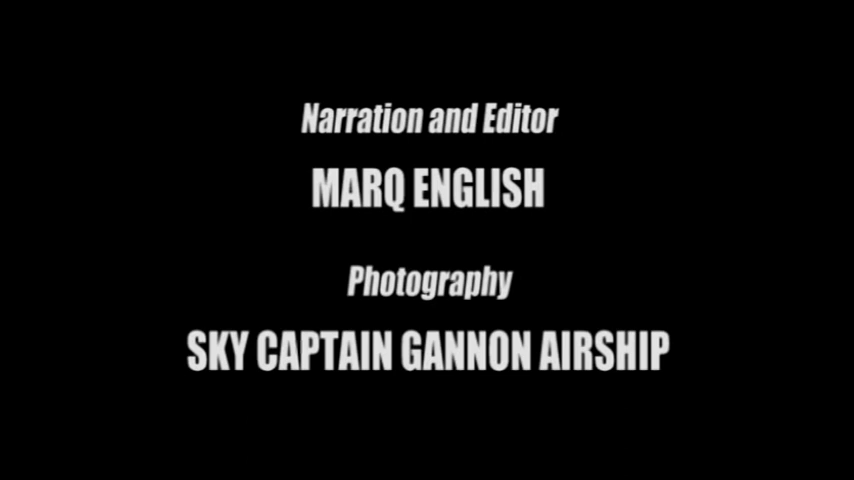 Narration and Editor
MARQ ENGLISH
Photography
SKY CAPTAIN GANNON AIRSHIP